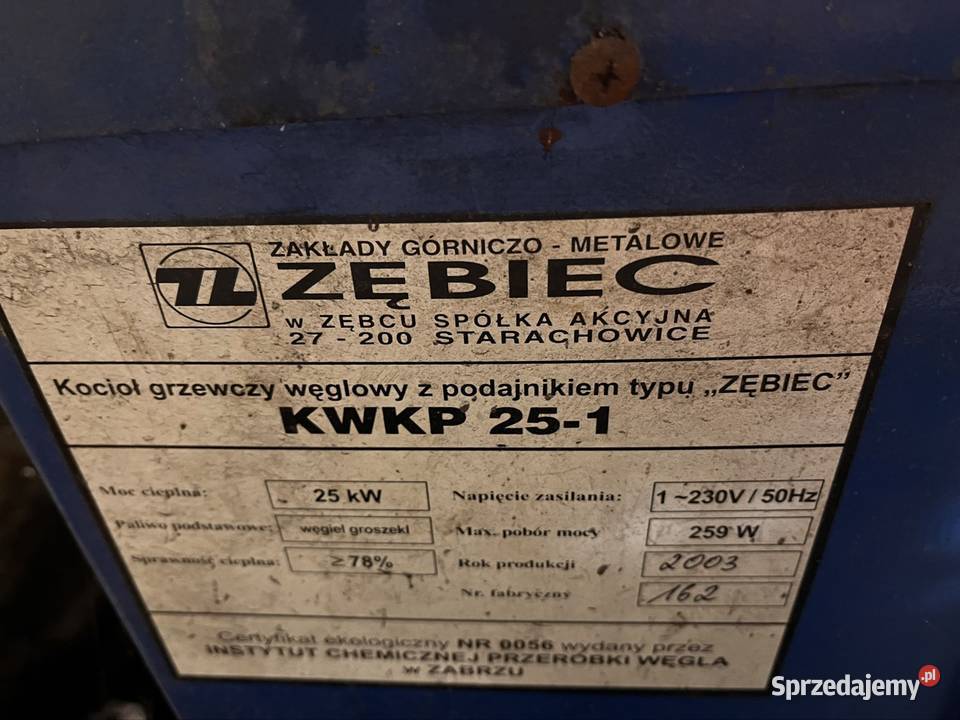 ZAKŁADY GÓRNICZO - METALOWE
ZĘBIEC
w ZĘBCU SPÓŁKA AKCYJNA
27 - 200 STARACHOWICE
Kocioł grzewczy węglowy z podajnikiem typu „ZĘBIEC”
KWKP 25-1
Moc cieplna: 25 kW
Napięcie zasilania: 1 ~230V / 50Hz
Paliwo podstawowe: węgiel groszekI
Max. pobór mocy 259 W
Sprawność cieplna: ≥78%
Rok produkcji 2003
Nr. fabryczny 162
Certyfikat ekologiczny NR 0056 wydany przez
INSTYTUT CHEMICZNEJ PRZERÓBKI WĘGLA
w ZABRZU
Sprzedajemy.pl